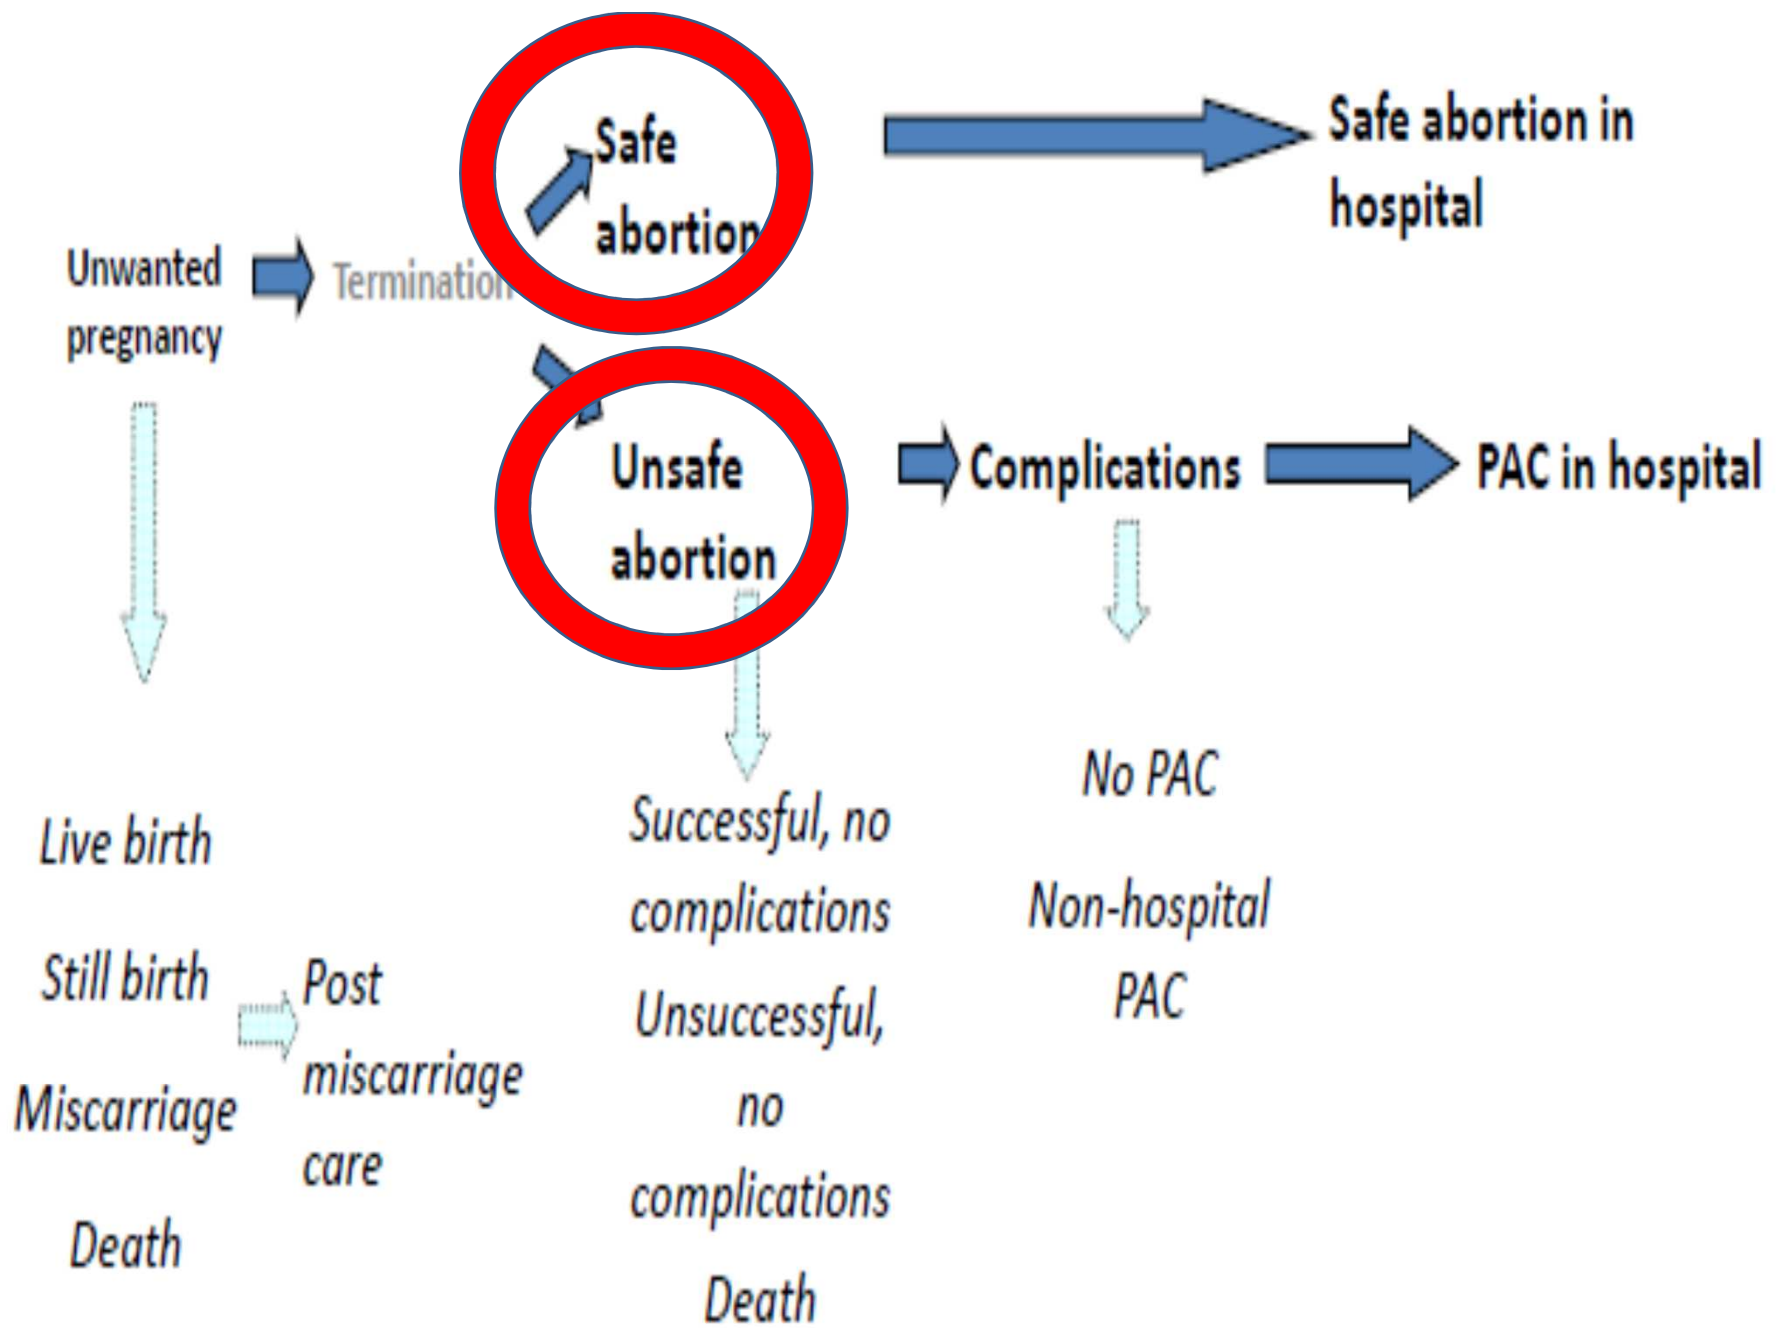 Safe
abortion
Safe abortion in
hospital
Unwanted
pregnancy
Termination
Unsafe
abortion
Complications
PAC in hospital
Live birth
Still birth
Miscarriage
Death
Post
miscarriage
care
Successful, no
complications
Unsuccessful,
no
complications
Death
No PAC
Non-hospital
PAC